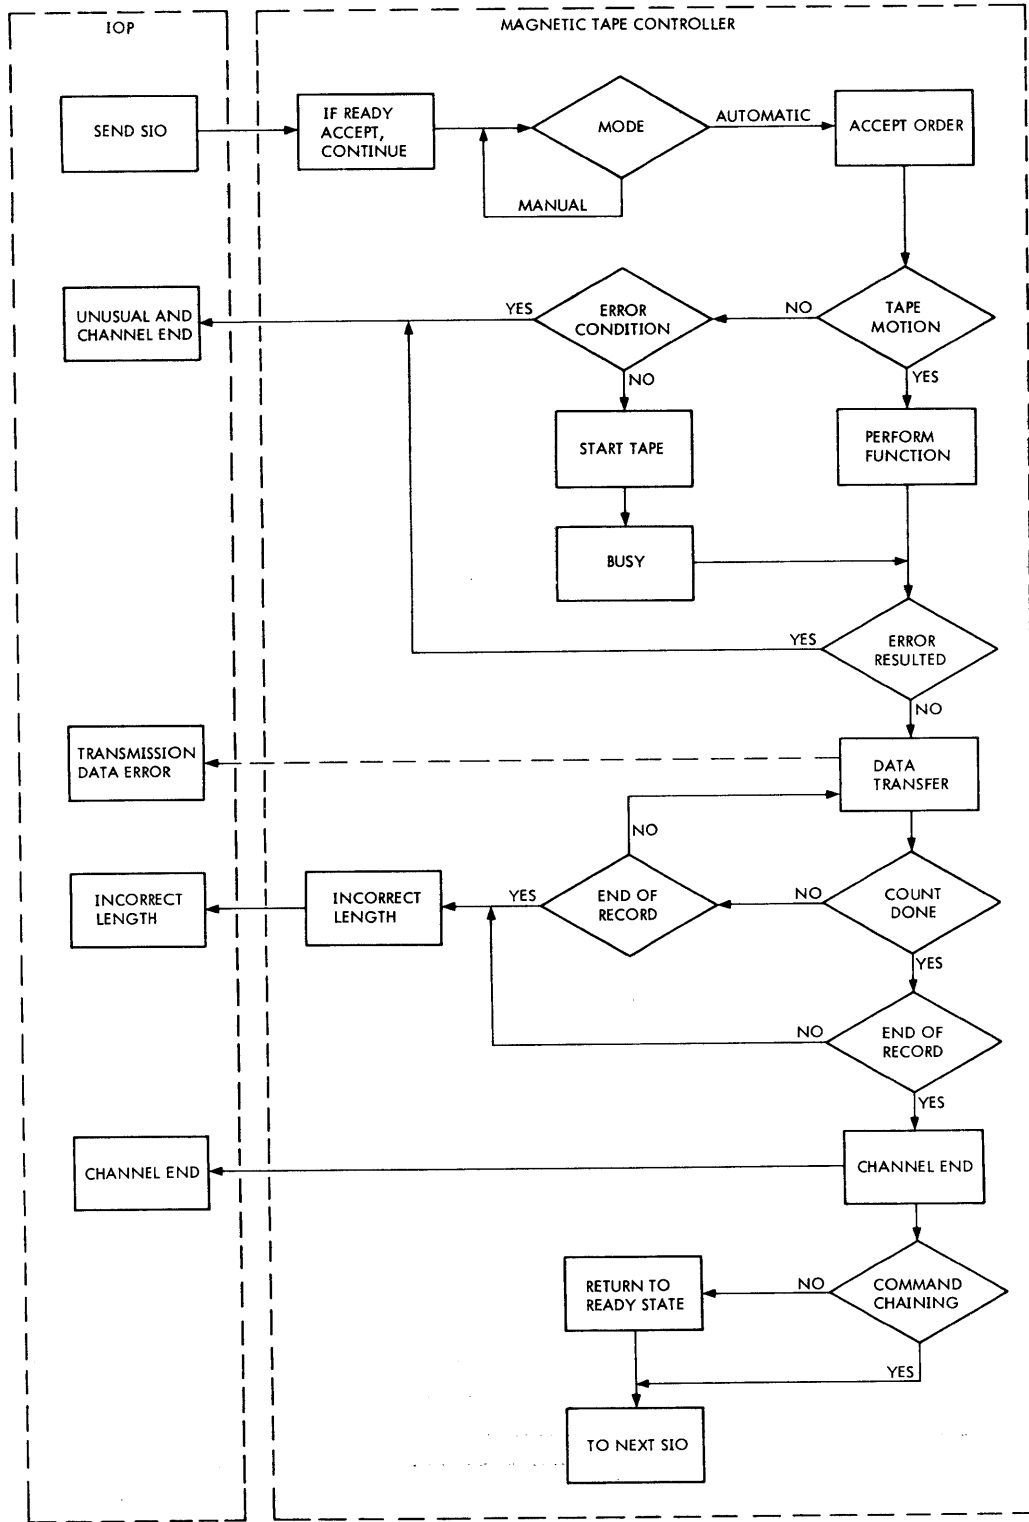 IOP
MAGNETIC TAPE CONTROLLER
SEND SIO
IF READY
ACCEPT,
CONTINUE
MODE
AUTOMATIC
ACCEPT ORDER
MANUAL
UNUSUAL AND
CHANNEL END
YES
ERROR
CONDITION
NO
TAPE
MOTION
NO
YES
START TAPE
PERFORM
FUNCTION
BUSY
YES
ERROR
RESULTED
NO
TRANSMISSION
DATA ERROR
DATA
TRANSFER
NO
INCORRECT
LENGTH
INCORRECT
LENGTH
YES
END OF
RECORD
NO
COUNT
DONE
YES
NO
END OF
RECORD
YES
CHANNEL END
CHANNEL END
RETURN TO
READY STATE
NO
COMMAND
CHAINING
YES
TO NEXT SIO